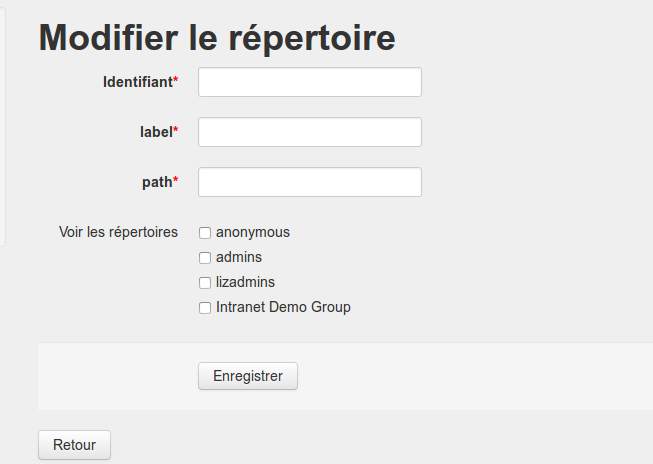 Modifier le répertoire
Identifiant*
label*
path*
Voir les répertoires
anonymous
admins
lizadmins
Intranet Demo Group
Enregistrer
Retour